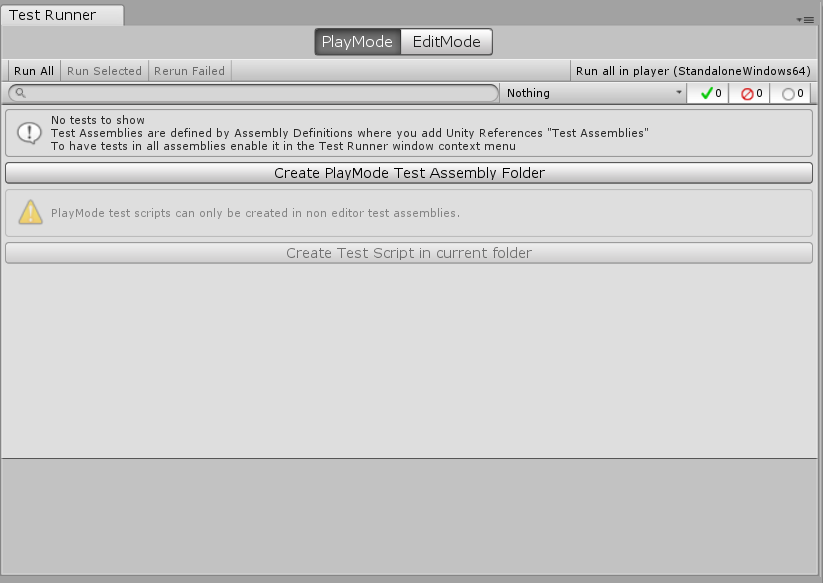 Test Runner
PlayMode EditMode
Run All Run Selected Rerun Failed Run all in player (StandaloneWindows64)
Nothing 0 0 0
No tests to show
Test Assemblies are defined by Assembly Definitions where you add Unity References "Test Assemblies"
To have tests in all assemblies enable it in the Test Runner window context menu
Create PlayMode Test Assembly Folder
PlayMode test scripts can only be created in non editor test assemblies.
Create Test Script in current folder